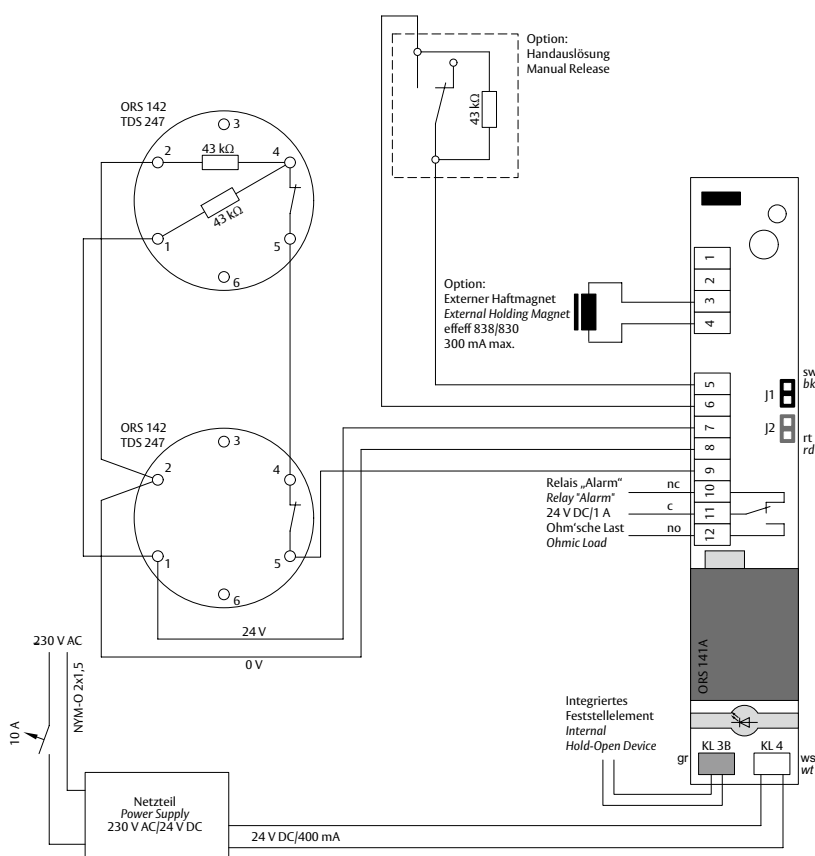 Option:
Handauslösung
Manual Release
43 kΩ
ORS 142
TDS 247
3
2
43 kΩ
4
43 kΩ
1
5
6
Option:
Externer Haftmagnet
External Holding Magnet
effeff 838/830
300 mA max.
1
2
3
4
5
6
7
8
9
10
11
12
J1
sw
bk
J2
rt
rd
ORS 142
TDS 247
3
2
4
1
5
6
Relais „Alarm“
Relay "Alarm"
24 V DC/1 A
Ohm'sche Last
Ohmic Load
nc
c
no
24 V
0 V
230 V AC
NYM-O 2x1,5
10 A
ORS 141A
Integriertes
Feststellelement
Internal
Hold-Open Device
gr
KL 3B
KL 4
ws
wt
Netzteil
Power Supply
230 V AC/24 V DC
24 V DC/400 mA